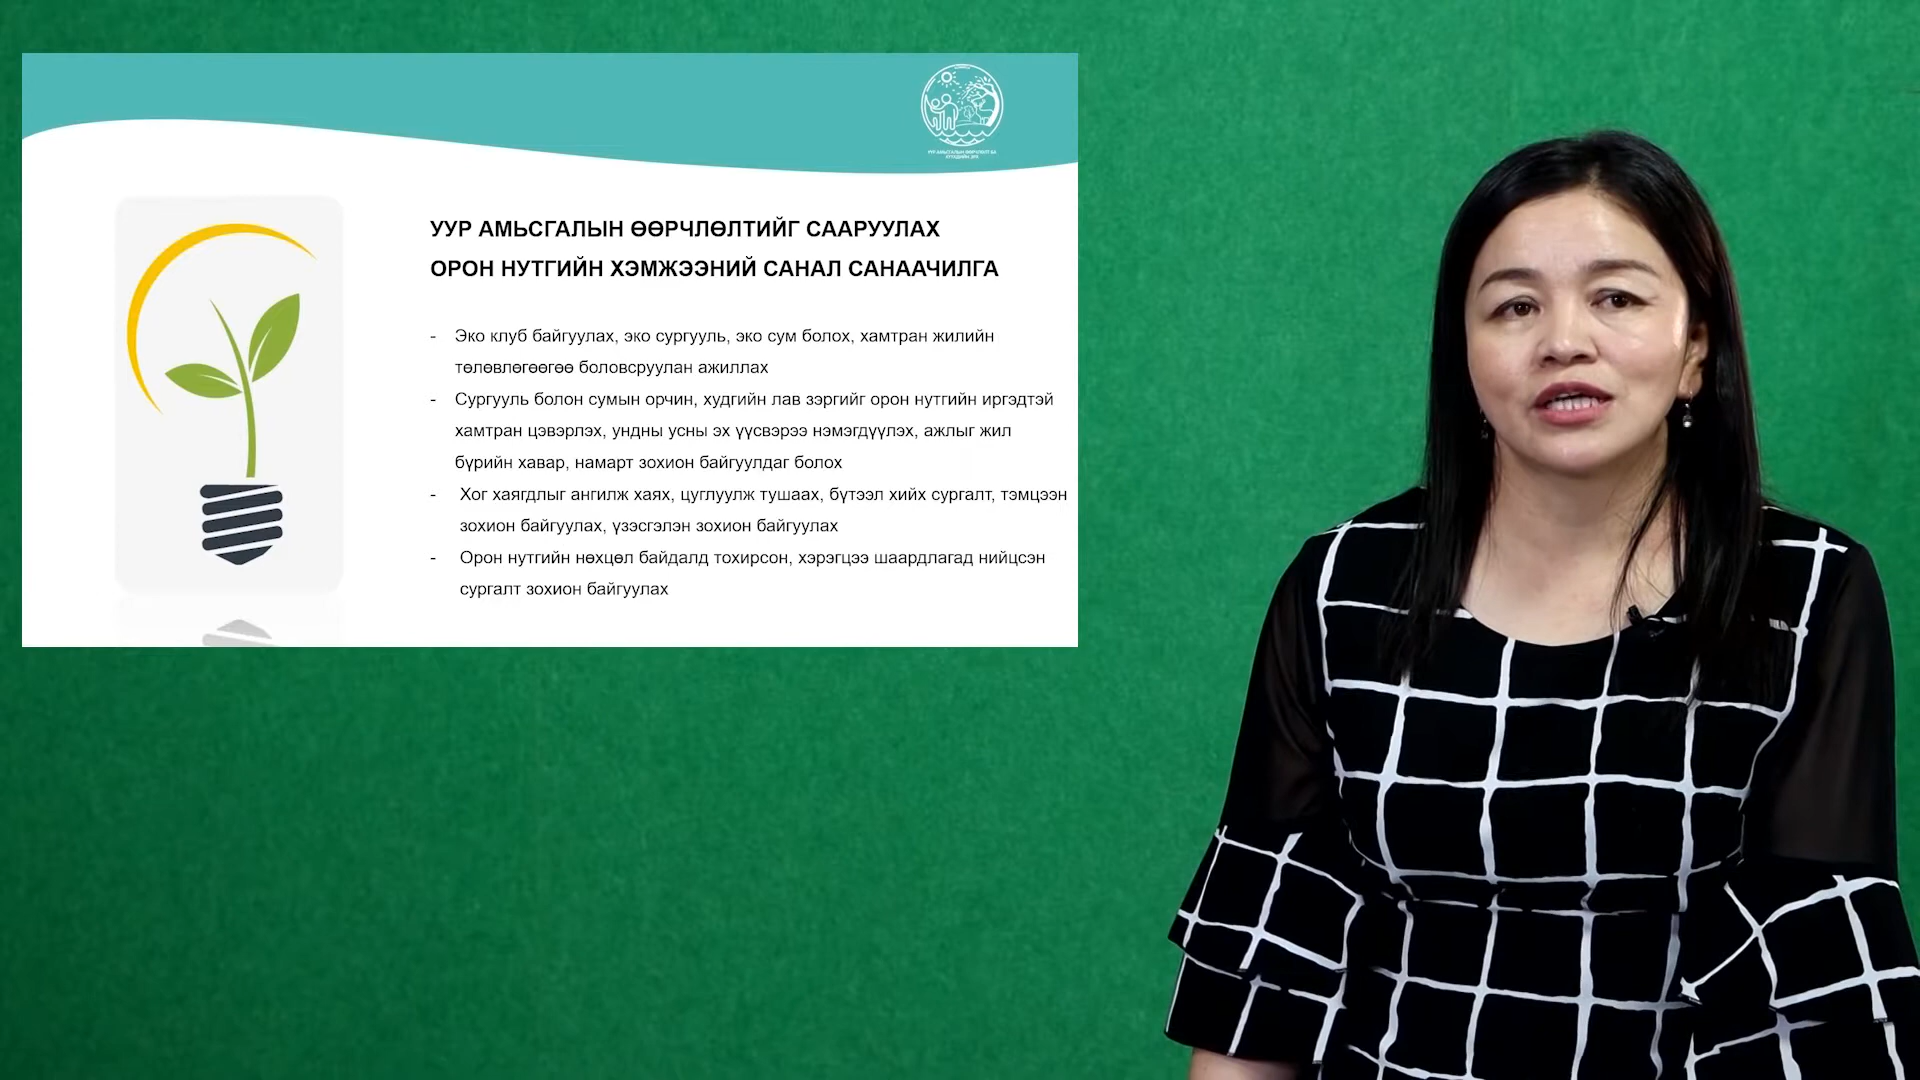 УУР АМЬСГАЛЫН ӨӨРЧЛӨЛТИЙГ СААРУУЛАХ
ОРОН НУТГИЙН ХЭМЖЭЭНИЙ САНАЛ САНААЧИЛГА
- Эко клуб байгуулах, эко сургууль, эко сум болох, хамтран жилийн
төлөвлөгөөгөө боловсруулан ажиллах
- Сургууль болон сумын орчин, худгийн лав зэргийг орон нутгийн иргэдтэй
хамтран цэвэрлэх, ундны усны эх үүсвэрээ нэмэгдүүлэх, ажлыг жил
бүрийн хавар, намарт зохион байгуулдаг болох
- Хог хаягдлыг ангилж хаях, цуглуулж тушаах, бүтээл хийх сургалт, тэмцээн
зохион байгуулах, үзэсгэлэн зохион байгуулах
- Орон нутгийн нөхцөл байдалд тохирсон, хэрэгцээ шаардлагад нийцсэн
сургалт зохион байгуулах